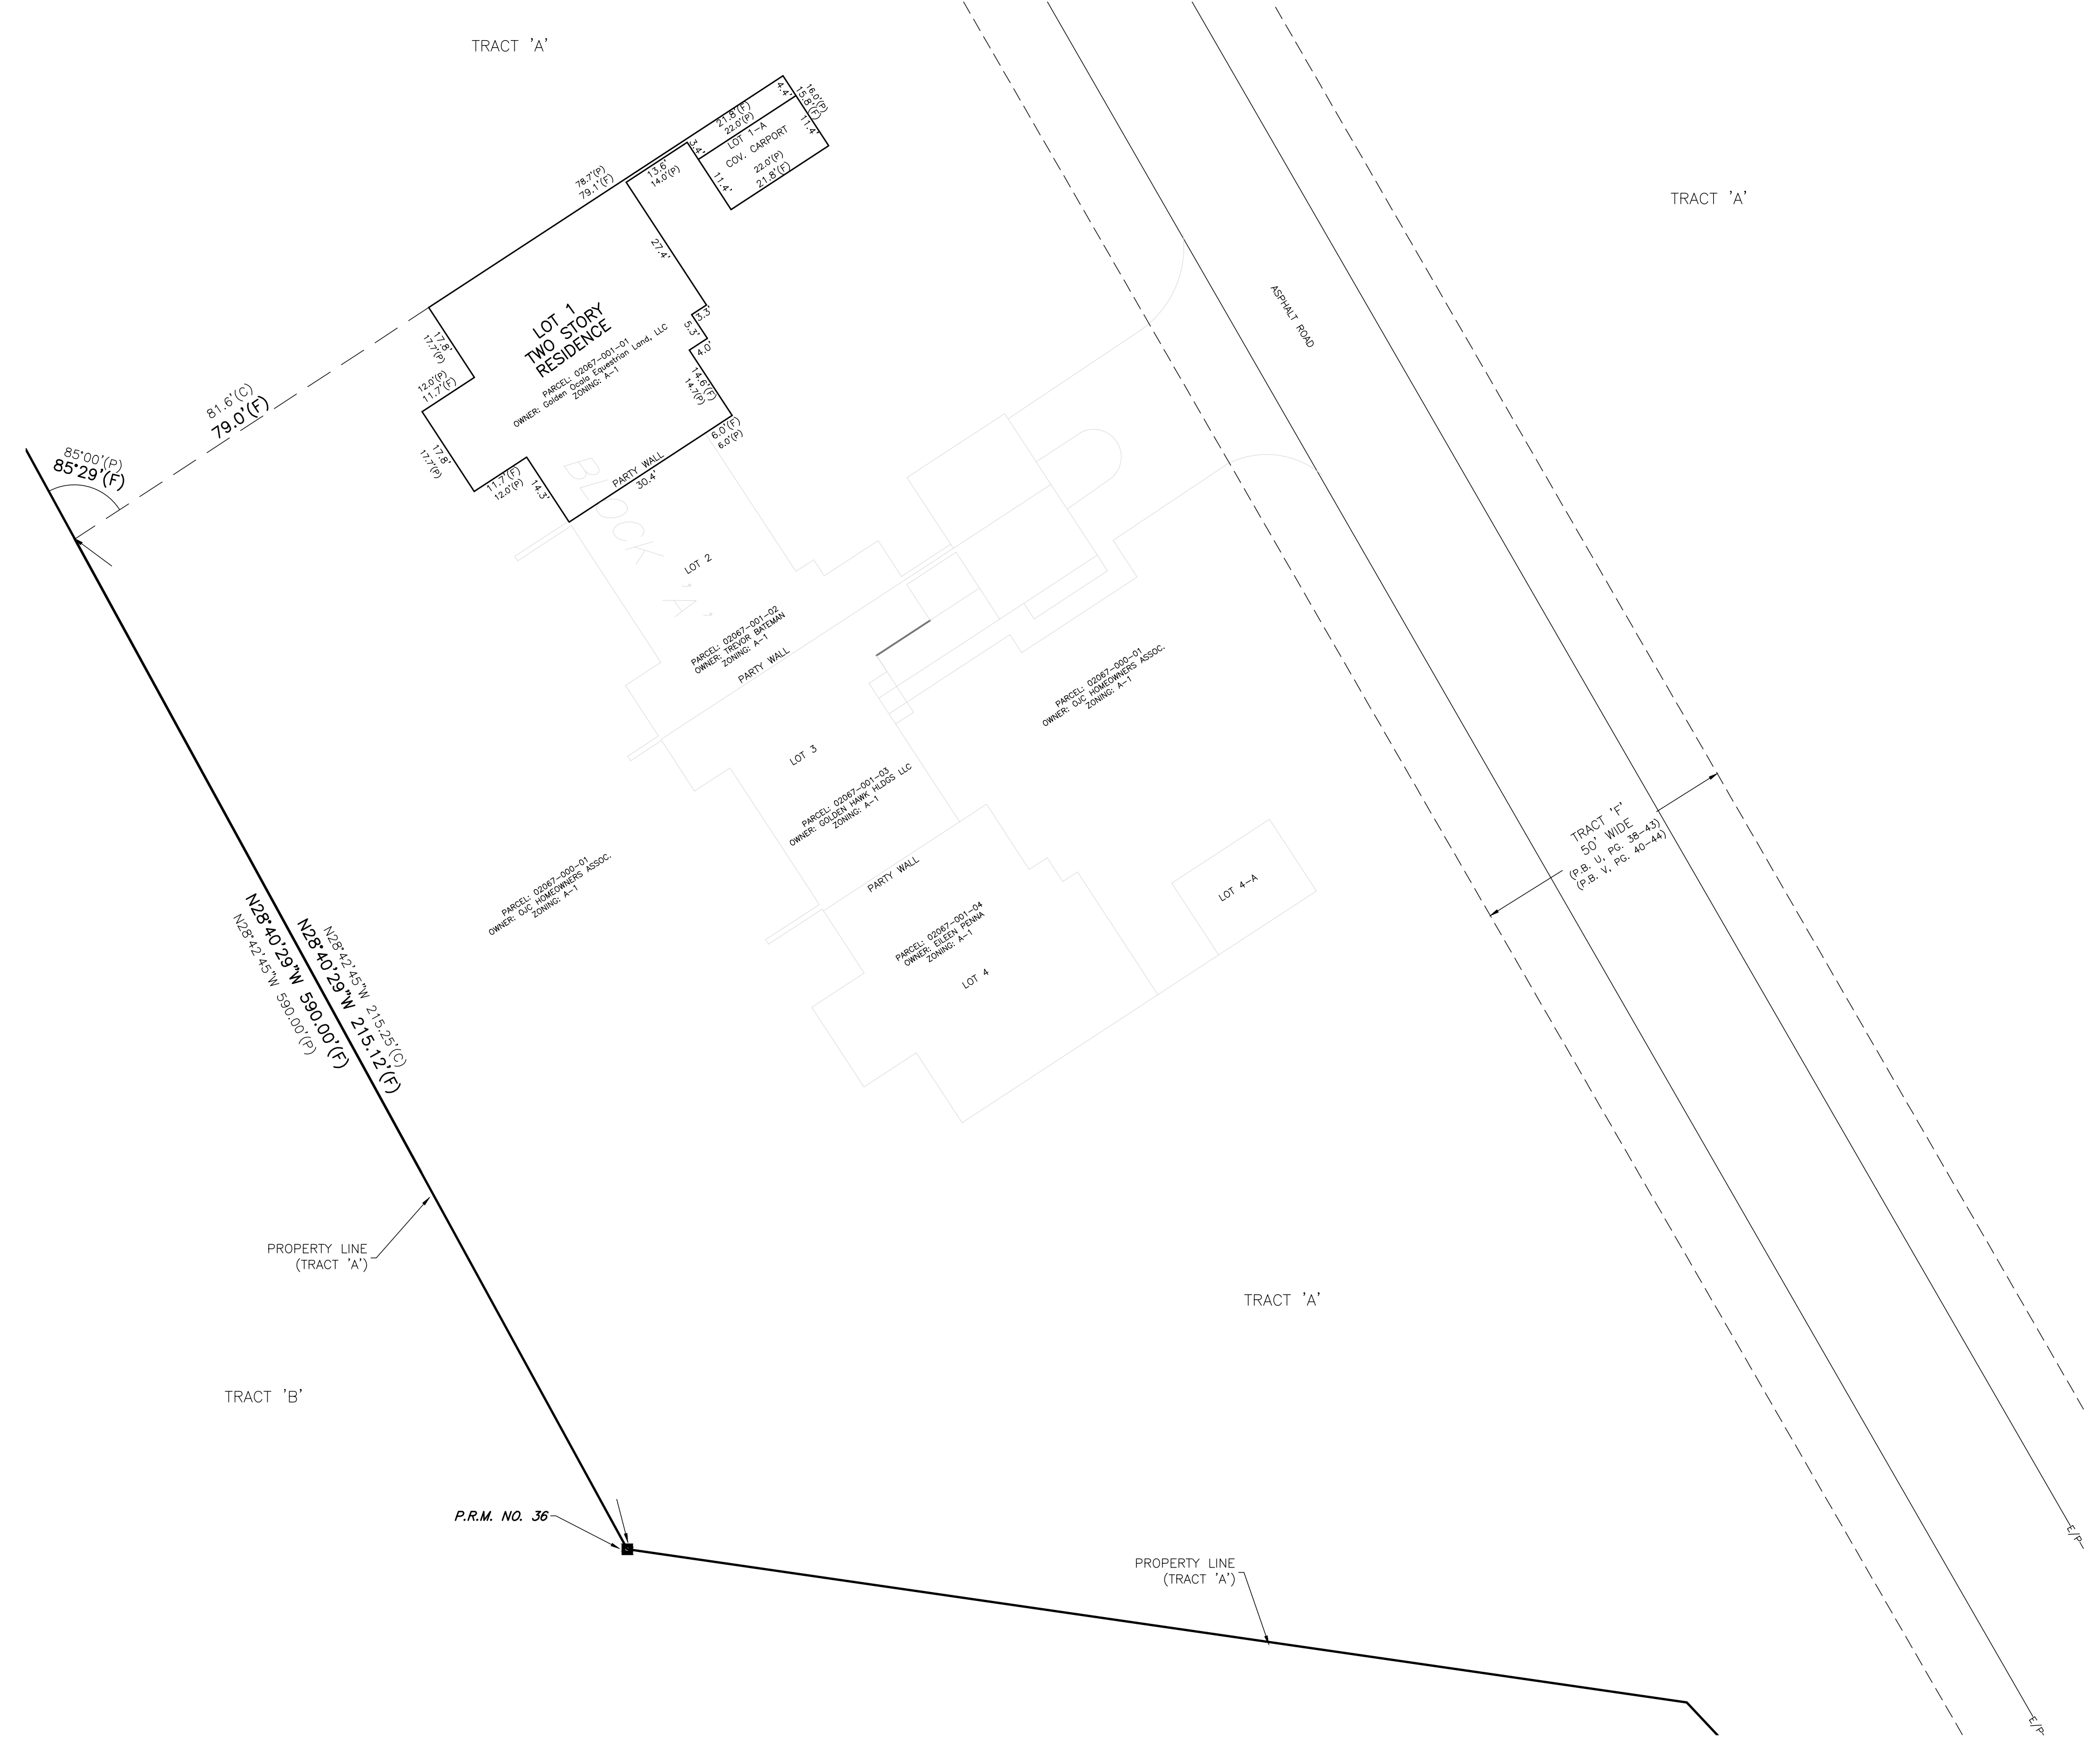 TRACT 'A'
TRACT 'A'
16.0'(P)
15.8'(F)
4.4'
11.4'
21.8'(F)
22.0'(P)
LOT 1-A
COV. CARPORT
22.0'(P)
21.8'(F)
3.4'
11.4'
13.6'
14.0'(P)
78.7'(P)
79.1'(F)
27.4'
3.3'
5.3'
4.0'
14.6'(F)
14.7'(P)
6.0'(F)
6.0'(P)
LOT 1
TWO STORY
RESIDENCE
PARCEL: 02067-001-01
OWNER: Golden Ocala Equestrian Land, LLC
ZONING: A-1
17.8'
17.7'(P)
12.0'(P)
11.7'(F)
17.8'
17.7'(P)
11.7'(F)
12.0'(P)
14.3'
PARTY WALL
30.4'
81.6'(C)
79.0'(F)
85°00'(P)
85°29'(F)
ASPHALT ROAD
BLOCK 'A'
LOT 2
PARCEL: 02067-001-02
OWNER: TREVOR BATEMAN
ZONING: A-1
PARTY WALL
LOT 3
PARCEL: 02067-001-03
OWNER: GOLDEN HAWK HLDGS LLC
ZONING: A-1
PARTY WALL
PARCEL: 02067-000-01
OWNER: OJC HOMEOWNERS ASSOC.
ZONING: A-1
PARCEL: 02067-000-01
OWNER: OJC HOMEOWNERS ASSOC.
ZONING: A-1
PARCEL: 02067-001-04
OWNER: EILEEN PENNA
ZONING: A-1
LOT 4
LOT 4-A
TRACT 'F'
50' WIDE
(P.B. U, PG. 38-43)
(P.B. V, PG. 40-44)
N28°42'45"W 215.25'(C)
N28°40'29"W 215.12'(F)
N28°40'29"W 590.00'(F)
N28°42'45"W 590.00'(P)
PROPERTY LINE
(TRACT 'A')
TRACT 'A'
TRACT 'B'
P.R.M. NO. 36
PROPERTY LINE
(TRACT 'A')
E/P
E/P